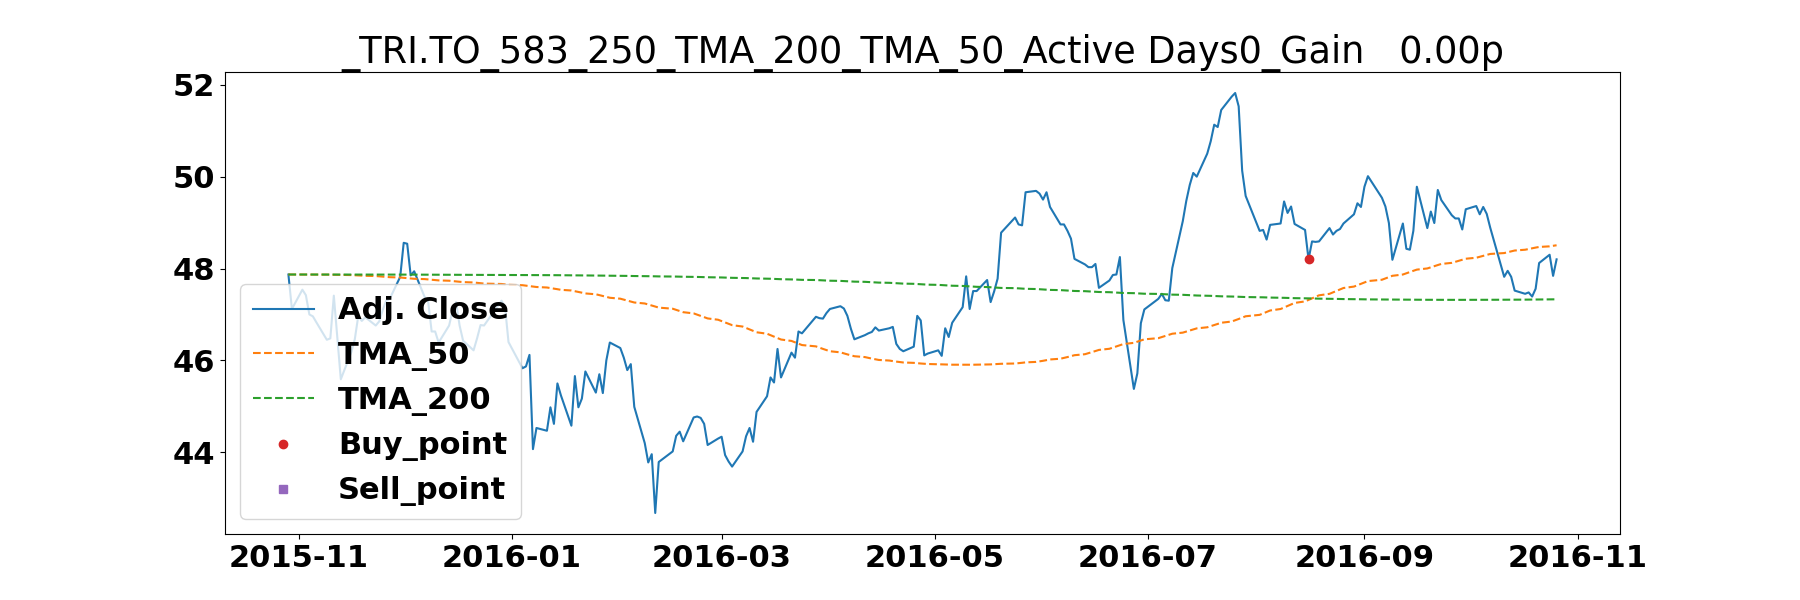 _TRI.TO_583_250_TMA_200_TMA_50_Active Days0_Gain   0.00p
52
50
48
46
44
Adj. Close
TMA_50
TMA_200
Buy_point
Sell_point
2015-11 2016-01 2016-03 2016-05 2016-07 2016-09 2016-11